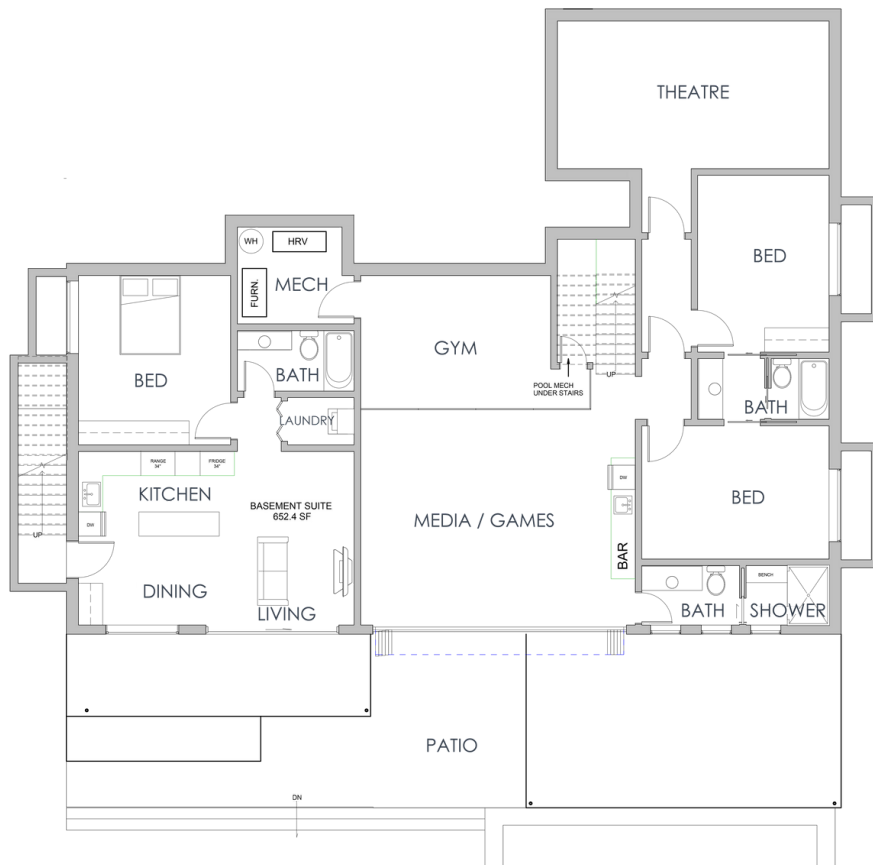 THEATRE
WH
HRV
FURN.
MECH
BED
BED
GYM
BATH
POOL MECH
UNDER STAIRS
UP
BATH
LAUNDRY
RANGE
34"
FRIDGE
34"
KITCHEN
BASEMENT SUITE
652.4 SF
DW
UP
DW
BED
MEDIA / GAMES
BAR
DINING
LIVING
BENCH
BATH
SHOWER
PATIO
DN